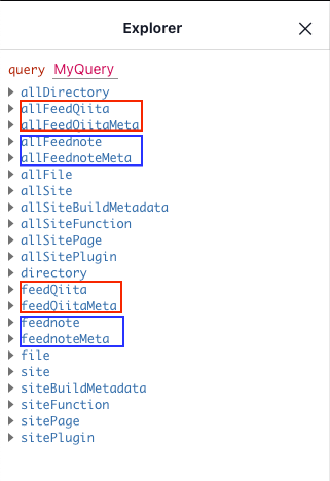 Explorer
query MyQuery
allDirectory
allFeedQiita
allFeedQiitaMeta
allFeednote
allFeednoteMeta
allFile
allSite
allSiteBuildMetadata
allSiteFunction
allSitePage
allSitePlugin
directory
feedQiita
feedQiitaMeta
feednote
feednoteMeta
file
site
siteBuildMetadata
siteFunction
sitePage
sitePlugin